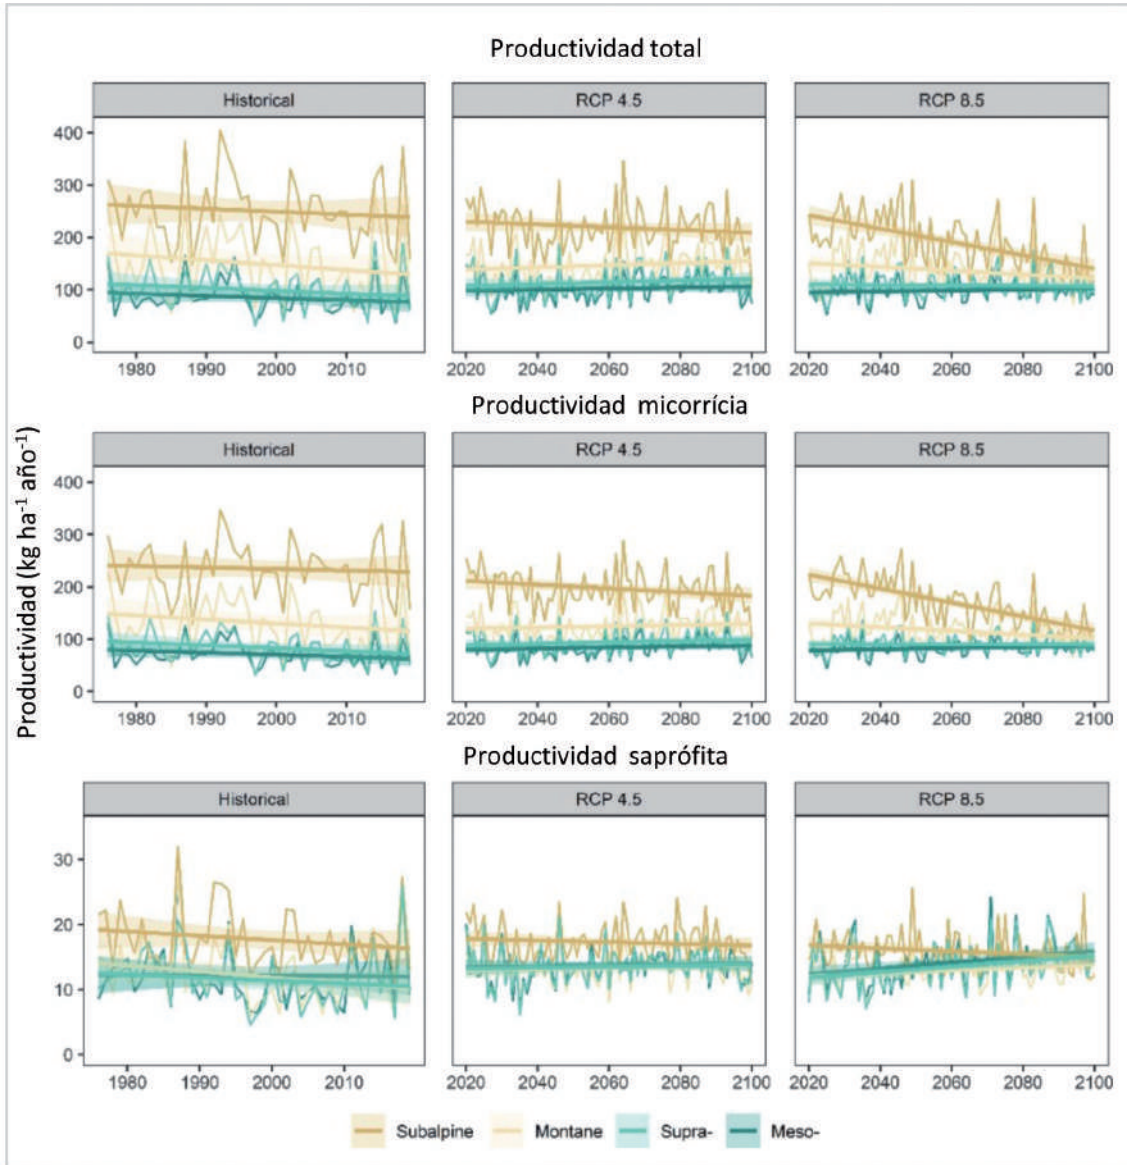 Productividad total
Historical RCP 4.5 RCP 8.5
400
300
200
100
0
1980 1990 2000 2010 2020 2040 2060 2080 2100 2020 2040 2060 2080 2100
Productividad micorrícia
Historical RCP 4.5 RCP 8.5
400
300
200
100
0
1980 1990 2000 2010 2020 2040 2060 2080 2100 2020 2040 2060 2080 2100
Productividad (kg ha⁻¹ año⁻¹)
Productividad saprófita
Historical RCP 4.5 RCP 8.5
30
20
10
0
1980 1990 2000 2010 2020 2040 2060 2080 2100 2020 2040 2060 2080 2100
Subalpine Montane Supra- Meso-